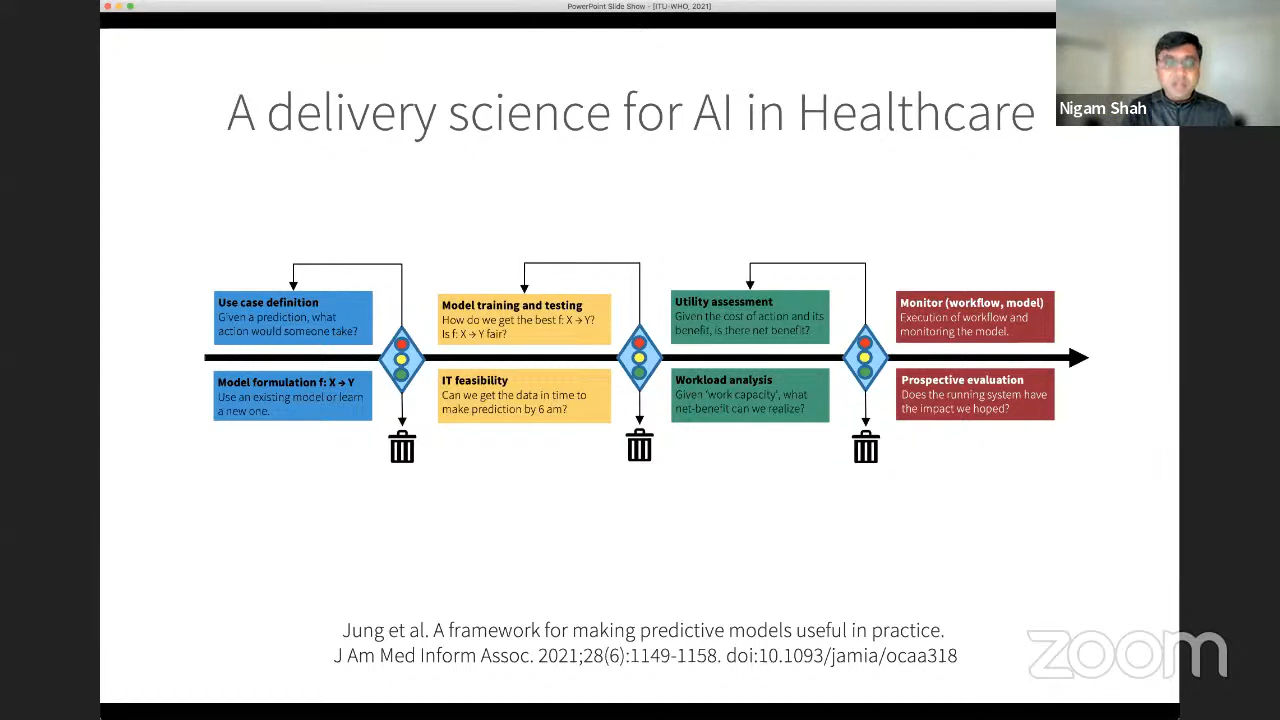 PowerPoint Slide Show - [ITU-WHO, 2021]
Nigam Shah
A delivery science for AI in Healthcare
Use case definition
Given a prediction, what
action would someone take?
Model formulation f: X → Y
Use an existing model or learn
a new one.
Model training and testing
How do we get the best f: X → Y?
Is f: X → Y fair?
IT feasibility
Can we get the data in time to
make prediction by 6 am?
Utility assessment
Given the cost of action and its
benefit, is there net benefit?
Workload analysis
Given 'work capacity', what
net-benefit can we realize?
Monitor (workflow, model)
Execution of workflow and
monitoring the model.
Prospective evaluation
Does the running system have
the impact we hoped?
Jung et al. A framework for making predictive models useful in practice.
J Am Med Inform Assoc. 2021;28(6):1149-1158. doi:10.1093/jamia/ocaa318
zoom